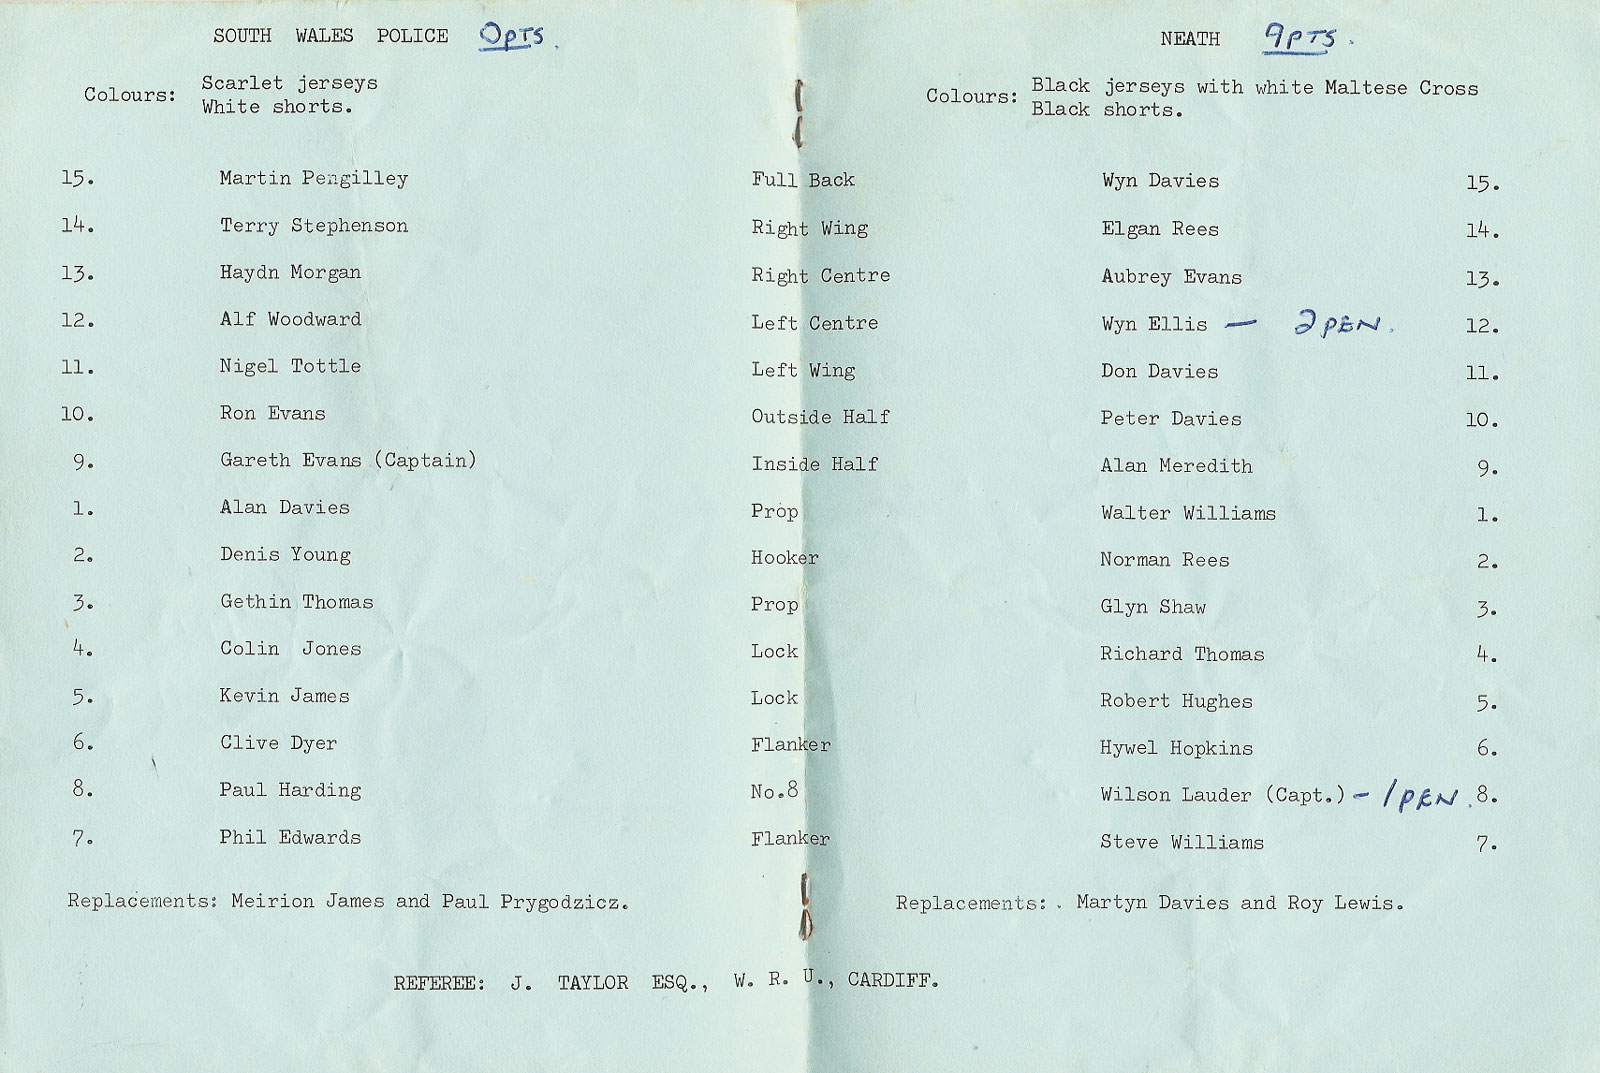 SOUTH WALES POLICE 0pts.
NEATH 9pts.
Colours: Scarlet jerseys
White shorts.
Colours: Black jerseys with white Maltese Cross
Black shorts.
15. Martin Pengilley Full Back Wyn Davies 15.
14. Terry Stephenson Right Wing Elgan Rees 14.
13. Haydn Morgan Right Centre Aubrey Evans 13.
12. Alf Woodward Left Centre Wyn Ellis — 2 PEN. 12.
11. Nigel Tottle Left Wing Don Davies 11.
10. Ron Evans Outside Half Peter Davies 10.
9. Gareth Evans (Captain) Inside Half Alan Meredith 9.
1. Alan Davies Prop Walter Williams 1.
2. Denis Young Hooker Norman Rees 2.
3. Gethin Thomas Prop Glyn Shaw 3.
4. Colin Jones Lock Richard Thomas 4.
5. Kevin James Lock Robert Hughes 5.
6. Clive Dyer Flanker Hywel Hopkins 6.
8. Paul Harding No.8 Wilson Lauder (Capt.) — 1 PEN. 8.
7. Phil Edwards Flanker Steve Williams 7.
Replacements: Meirion James and Paul Prygodzicz.
Replacements: . Martyn Davies and Roy Lewis.
REFEREE: J. TAYLOR ESQ., W. R. U., CARDIFF.